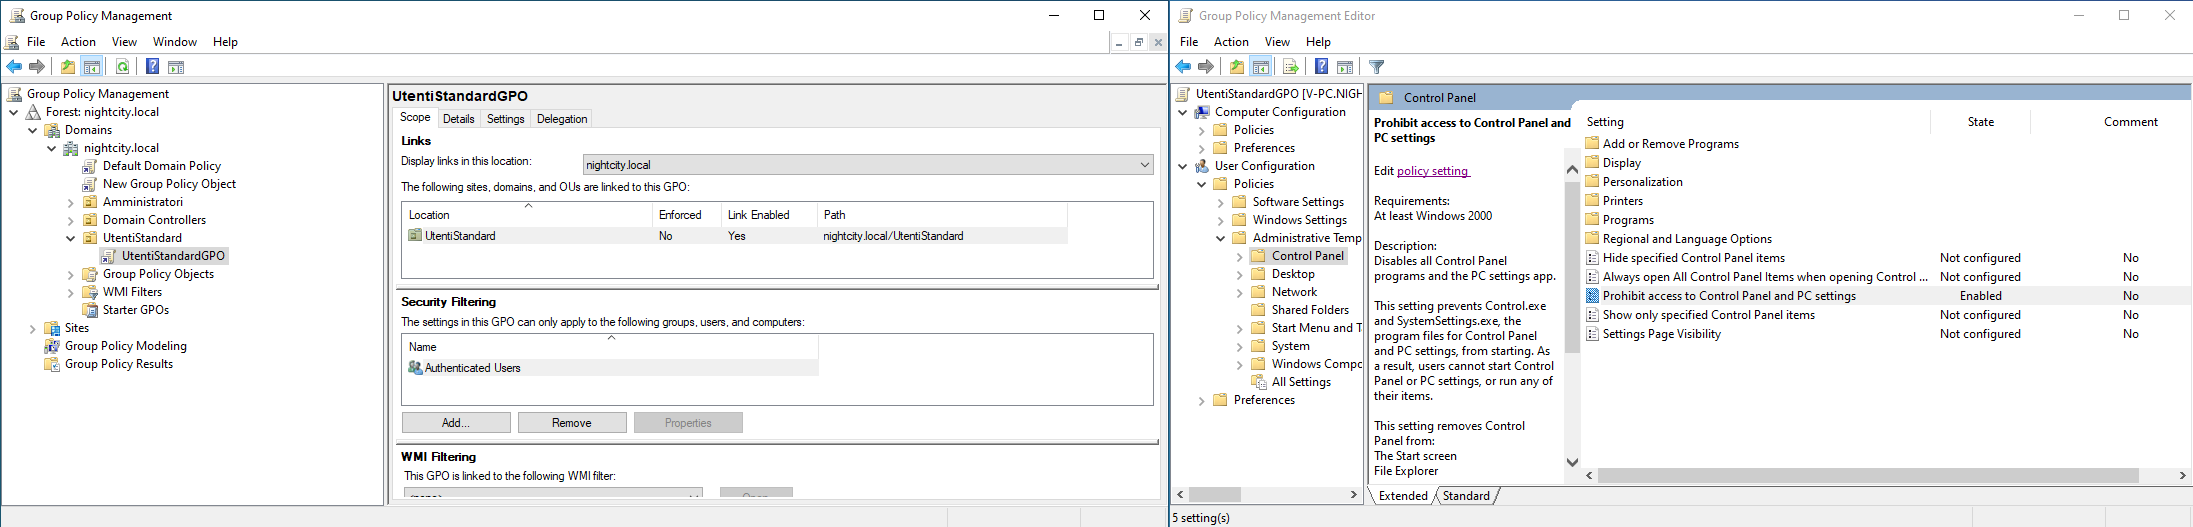 Group Policy Management
File Action View Window Help
Group Policy Management
Forest: nightcity.local
Domains
nightcity.local
Default Domain Policy
New Group Policy Object
Amministratori
Domain Controllers
UtentiStandard
UtentiStandardGPO
Group Policy Objects
WMI Filters
Starter GPOs
Sites
Group Policy Modeling
Group Policy Results
UtentiStandardGPO
Scope Details Settings Delegation
Links
Display links in this location: nightcity.local
The following sites, domains, and OUs are linked to this GPO:
Location Enforced Link Enabled Path
UtentiStandard No Yes nightcity.local/UtentiStandard
Security Filtering
The settings in this GPO can only apply to the following groups, users, and computers:
Name
Authenticated Users
Add... Remove Properties
WMI Filtering
This GPO is linked to the following WMI filter:
Group Policy Management Editor
File Action View Help
UtentiStandardGPO [V-PC.NIGH
Computer Configuration
Policies
Preferences
User Configuration
Policies
Software Settings
Windows Settings
Administrative Temp
Control Panel
Desktop
Network
Shared Folders
Start Menu and T
System
Windows Compo
All Settings
Preferences
Control Panel
Prohibit access to Control Panel and
PC settings
Edit policy setting
Requirements:
At least Windows 2000
Description:
Disables all Control Panel
programs and the PC settings app.
This setting prevents Control.exe
and SystemSettings.exe, the
program files for Control Panel
and PC settings, from starting. As
a result, users cannot start Control
Panel or PC settings, or run any of
their items.
This setting removes Control
Panel from:
The Start screen
File Explorer
Setting State Comment
Add or Remove Programs
Display
Personalization
Printers
Programs
Regional and Language Options
Hide specified Control Panel items Not configured No
Always open All Control Panel Items when opening Control ... Not configured No
Prohibit access to Control Panel and PC settings Enabled No
Show only specified Control Panel items Not configured No
Settings Page Visibility Not configured No
Extended Standard
5 setting(s)